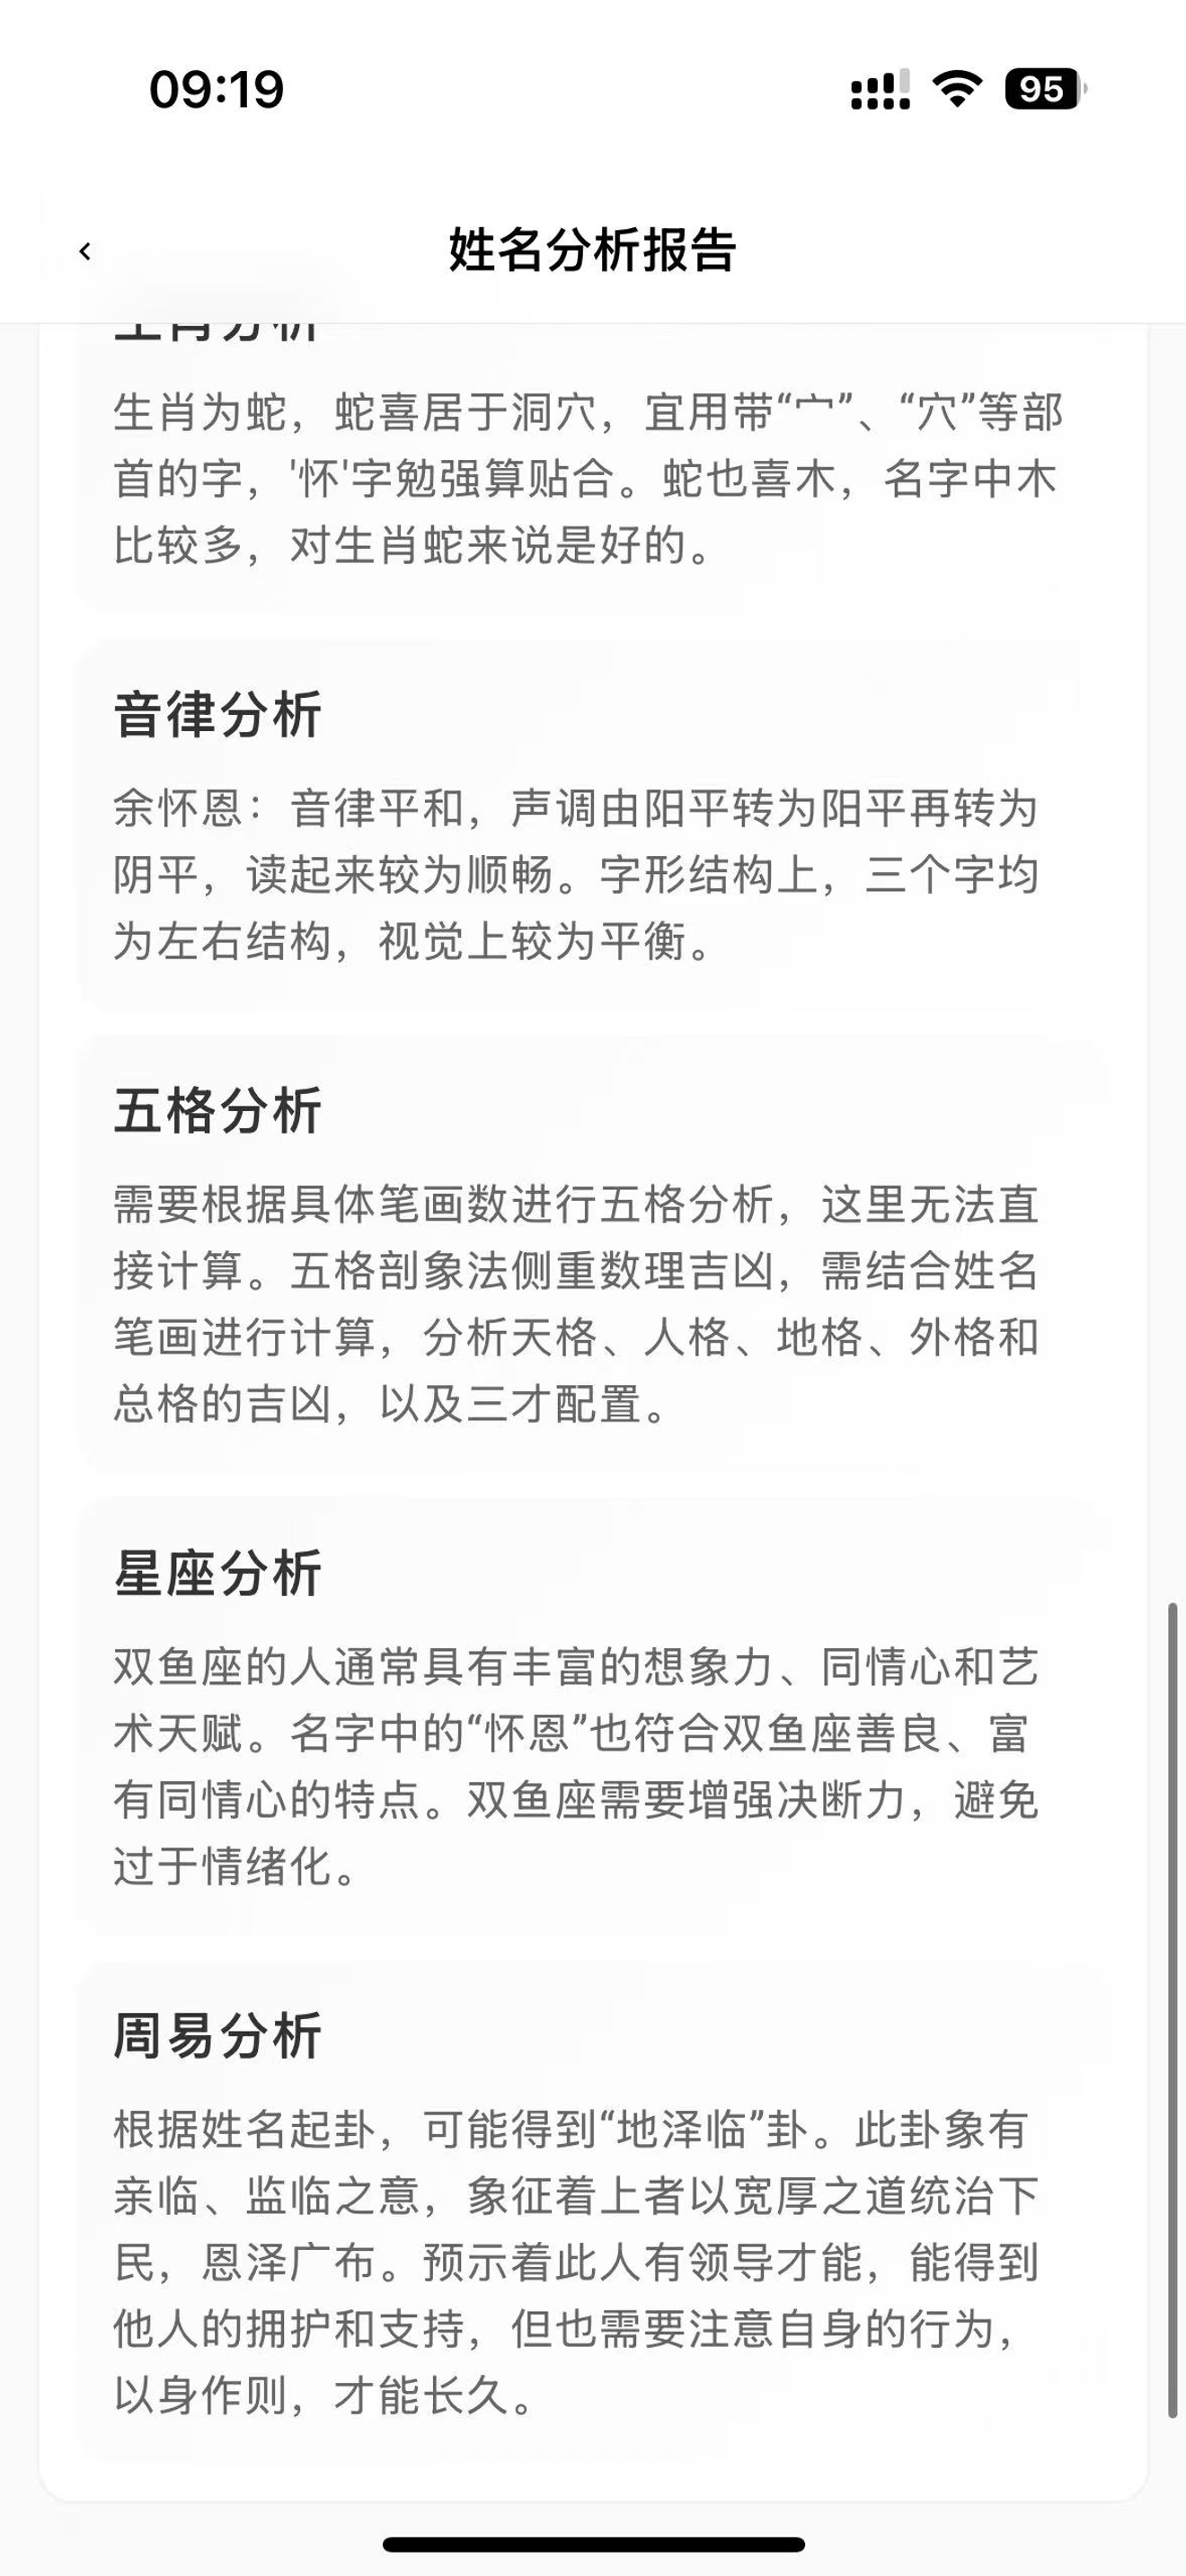 09:19
95
姓名分析报告
生肖分析
生肖为蛇，蛇喜居于洞穴，宜用带“宀”、“穴”等部
首的字，'怀'字勉强算贴合。蛇也喜木，名字中木
比较多，对生肖蛇来说是好的。
音律分析
余怀恩：音律平和，声调由阳平转为阳平再转为
阴平，读起来较为顺畅。字形结构上，三个字均
为左右结构，视觉上较为平衡。
五格分析
需要根据具体笔画数进行五格分析，这里无法直
接计算。五格剖象法侧重数理吉凶，需结合姓名
笔画进行计算，分析天格、人格、地格、外格和
总格的吉凶，以及三才配置。
星座分析
双鱼座的人通常具有丰富的想象力、同情心和艺
术天赋。名字中的“怀恩”也符合双鱼座善良、富
有同情心的特点。双鱼座需要增强决断力，避免
过于情绪化。
周易分析
根据姓名起卦，可能得到“地泽临”卦。此卦象有
亲临、监临之意，象征着上者以宽厚之道统治下
民，恩泽广布。预示着此人有领导才能，能得到
他人的拥护和支持，但也需要注意自身的行为，
以身作则，才能长久。